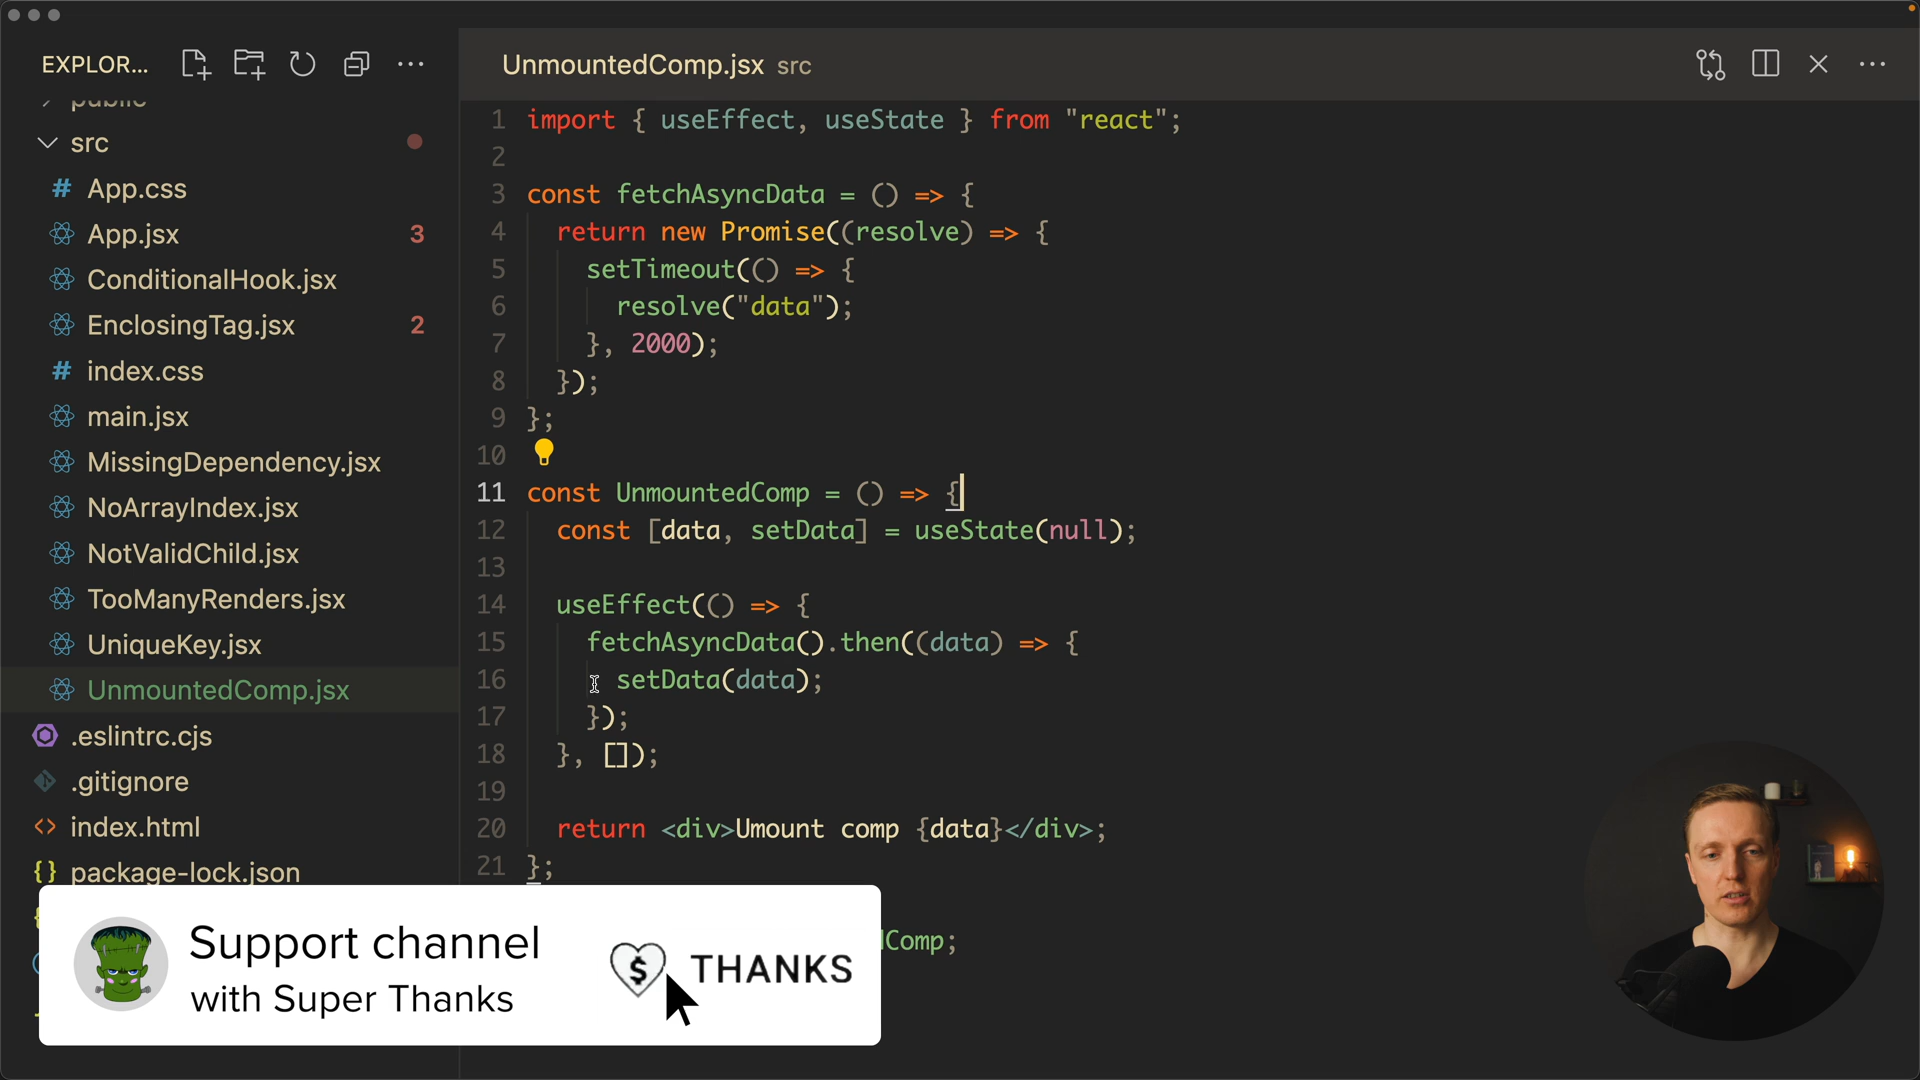 EXPLOR...
public
src
App.css
App.jsx 3
ConditionalHook.jsx
EnclosingTag.jsx 2
index.css
main.jsx
MissingDependency.jsx
NoArrayIndex.jsx
NotValidChild.jsx
TooManyRenders.jsx
UniqueKey.jsx
UnmountedComp.jsx
.eslintrc.cjs
.gitignore
index.html
package-lock.json
UnmountedComp.jsx src
1 import { useEffect, useState } from "react";
2
3 const fetchAsyncData = () => {
4 return new Promise((resolve) => {
5 setTimeout(() => {
6 resolve("data");
7 }, 2000);
8 });
9 };
10
11 const UnmountedComp = () => {
12 const [data, setData] = useState(null);
13
14 useEffect(() => {
15 fetchAsyncData().then((data) => {
16 setData(data);
17 });
18 }, []);
19
20 return <div>Umount comp {data}</div>;
21 };
Comp;
Support channel
with Super Thanks
$ THANKS